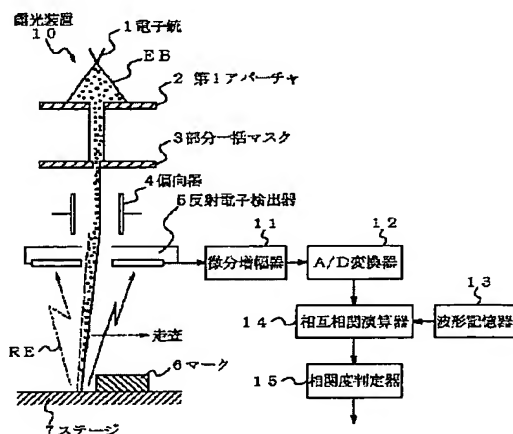 露光装置
10
1電子銃
EB
2 第1アパーチャ
3部分一括マスク
4偏向器
5反射電子検出器
11
微分増幅器
12
A/D変換器
13
波形記憶器
14
相互相関演算器
15
相関度判定器
走査
RE
6マーク
7ステージ